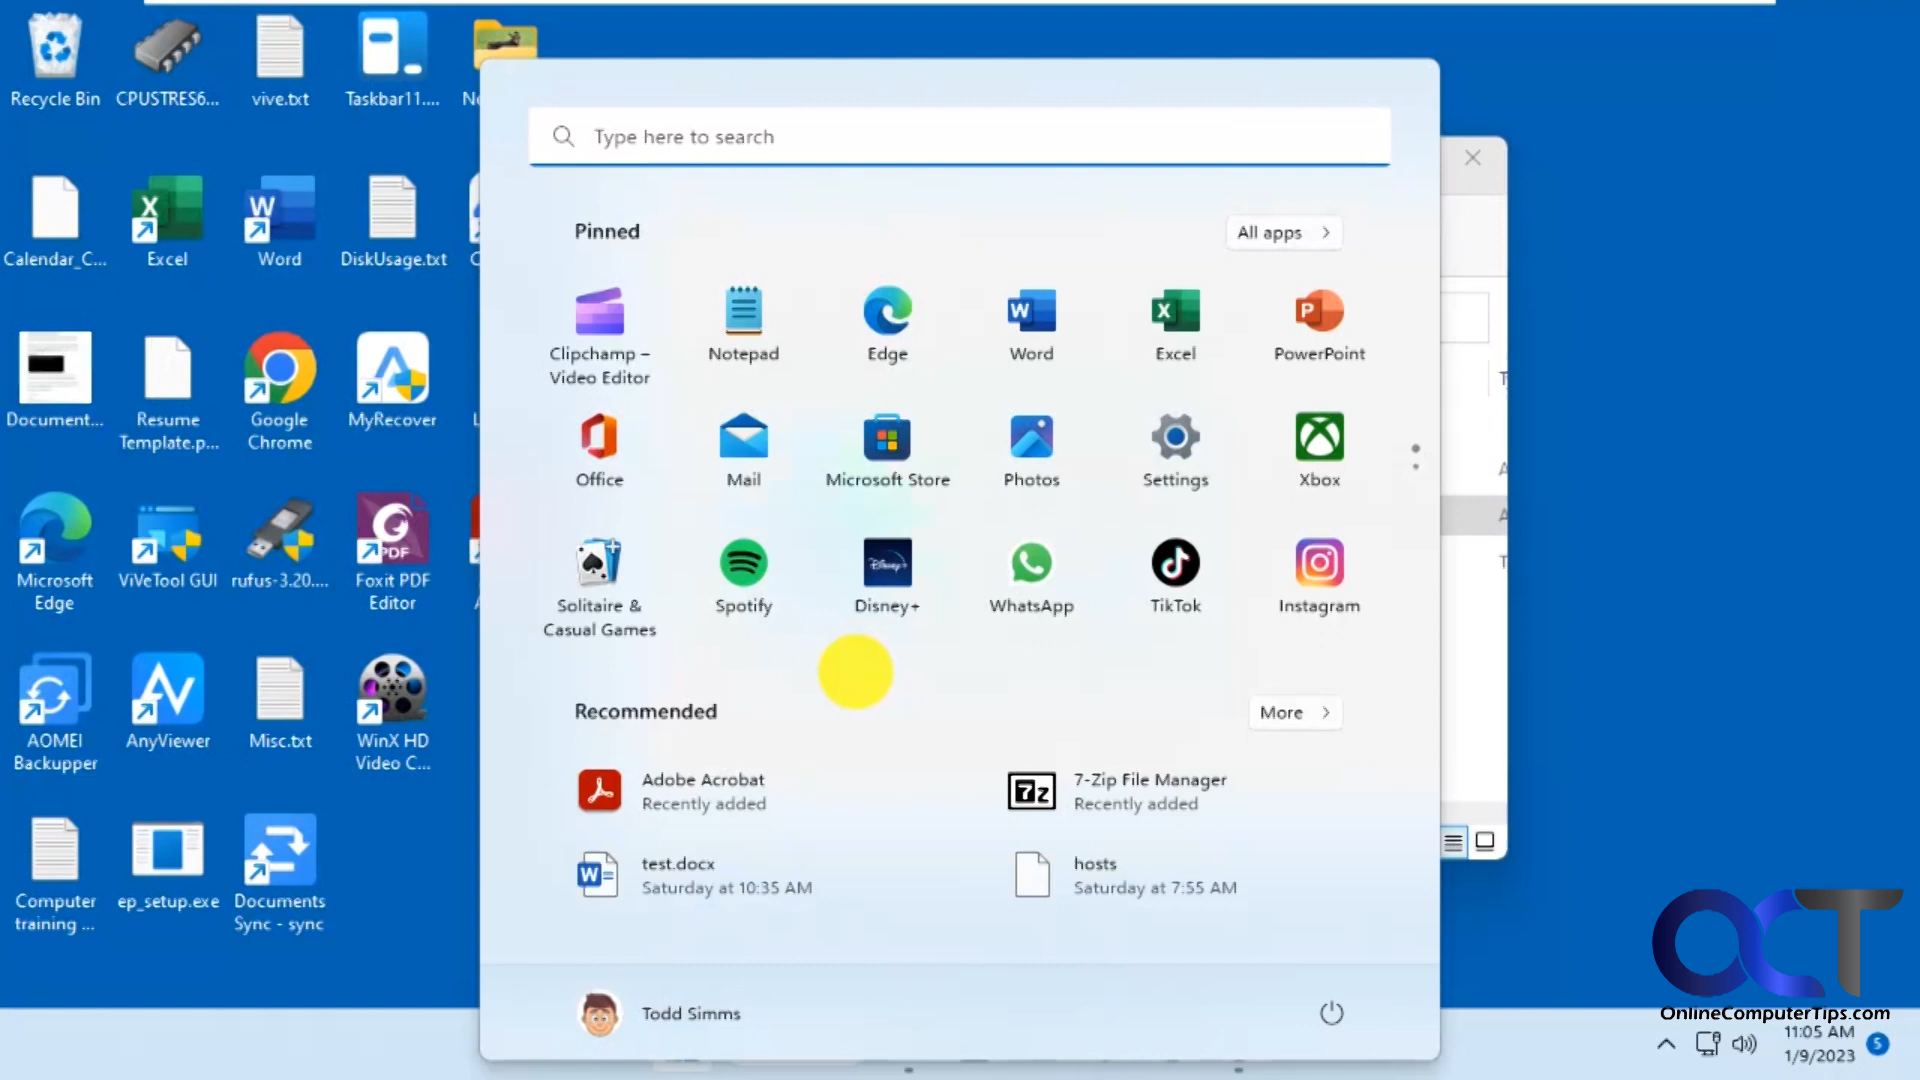 Recycle Bin
CPUSTRES6...
vive.txt
Taskbar11....
Calendar_C...
Excel
Word
DiskUsage.txt
Document...
Resume
Template.p...
Google
Chrome
MyRecover
Microsoft
Edge
ViVeTool GUI
rufus-3.20....
Foxit PDF
Editor
AOMEI
Backupper
AnyViewer
Misc.txt
WinX HD
Video C...
Computer
training ...
ep_setup.exe
Documents
Sync - sync
Type here to search
Pinned
All apps
Clipchamp –
Video Editor
Notepad
Edge
Word
Excel
PowerPoint
Office
Mail
Microsoft Store
Photos
Settings
Xbox
Solitaire &
Casual Games
Spotify
Disney+
WhatsApp
TikTok
Instagram
Recommended
More
Adobe Acrobat
Recently added
7-Zip File Manager
Recently added
test.docx
Saturday at 10:35 AM
hosts
Saturday at 7:55 AM
Todd Simms
OCT
OnlineComputerTips.com
11:05 AM
1/9/2023
5